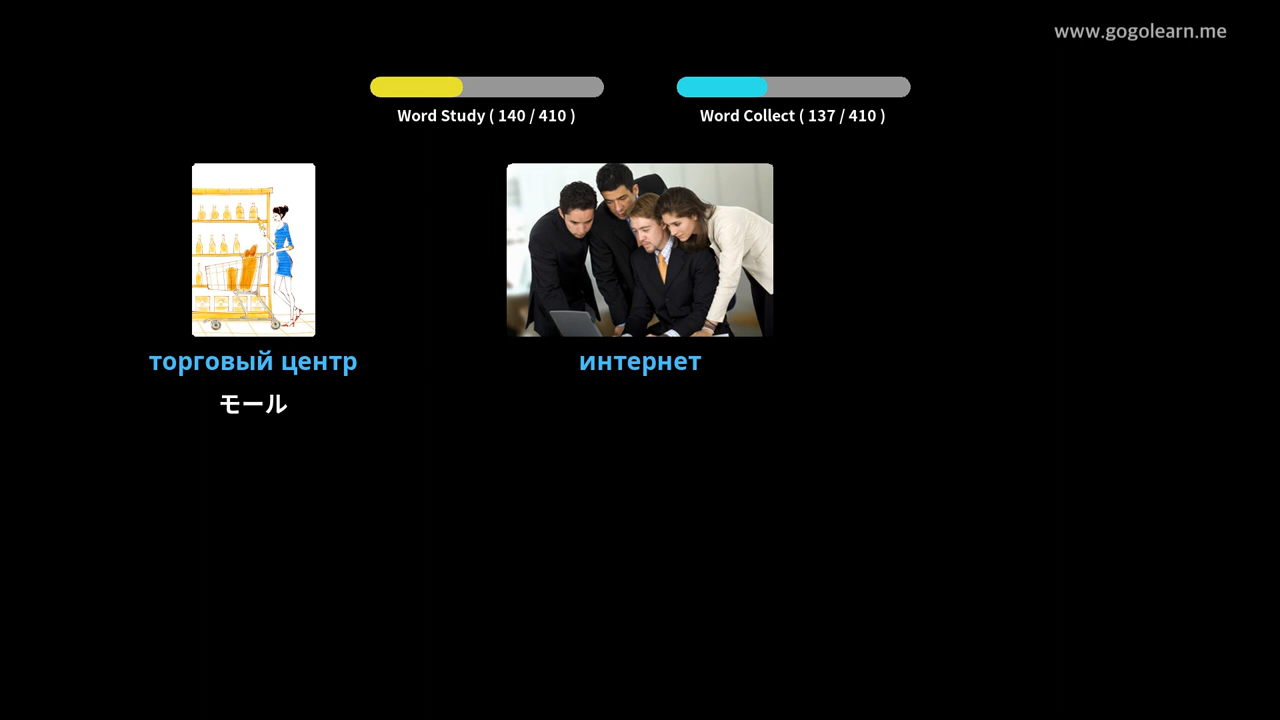 www.gogolearn.me
Word Study ( 140 / 410 )
Word Collect ( 137 / 410 )
торговый центр
интернет
モール